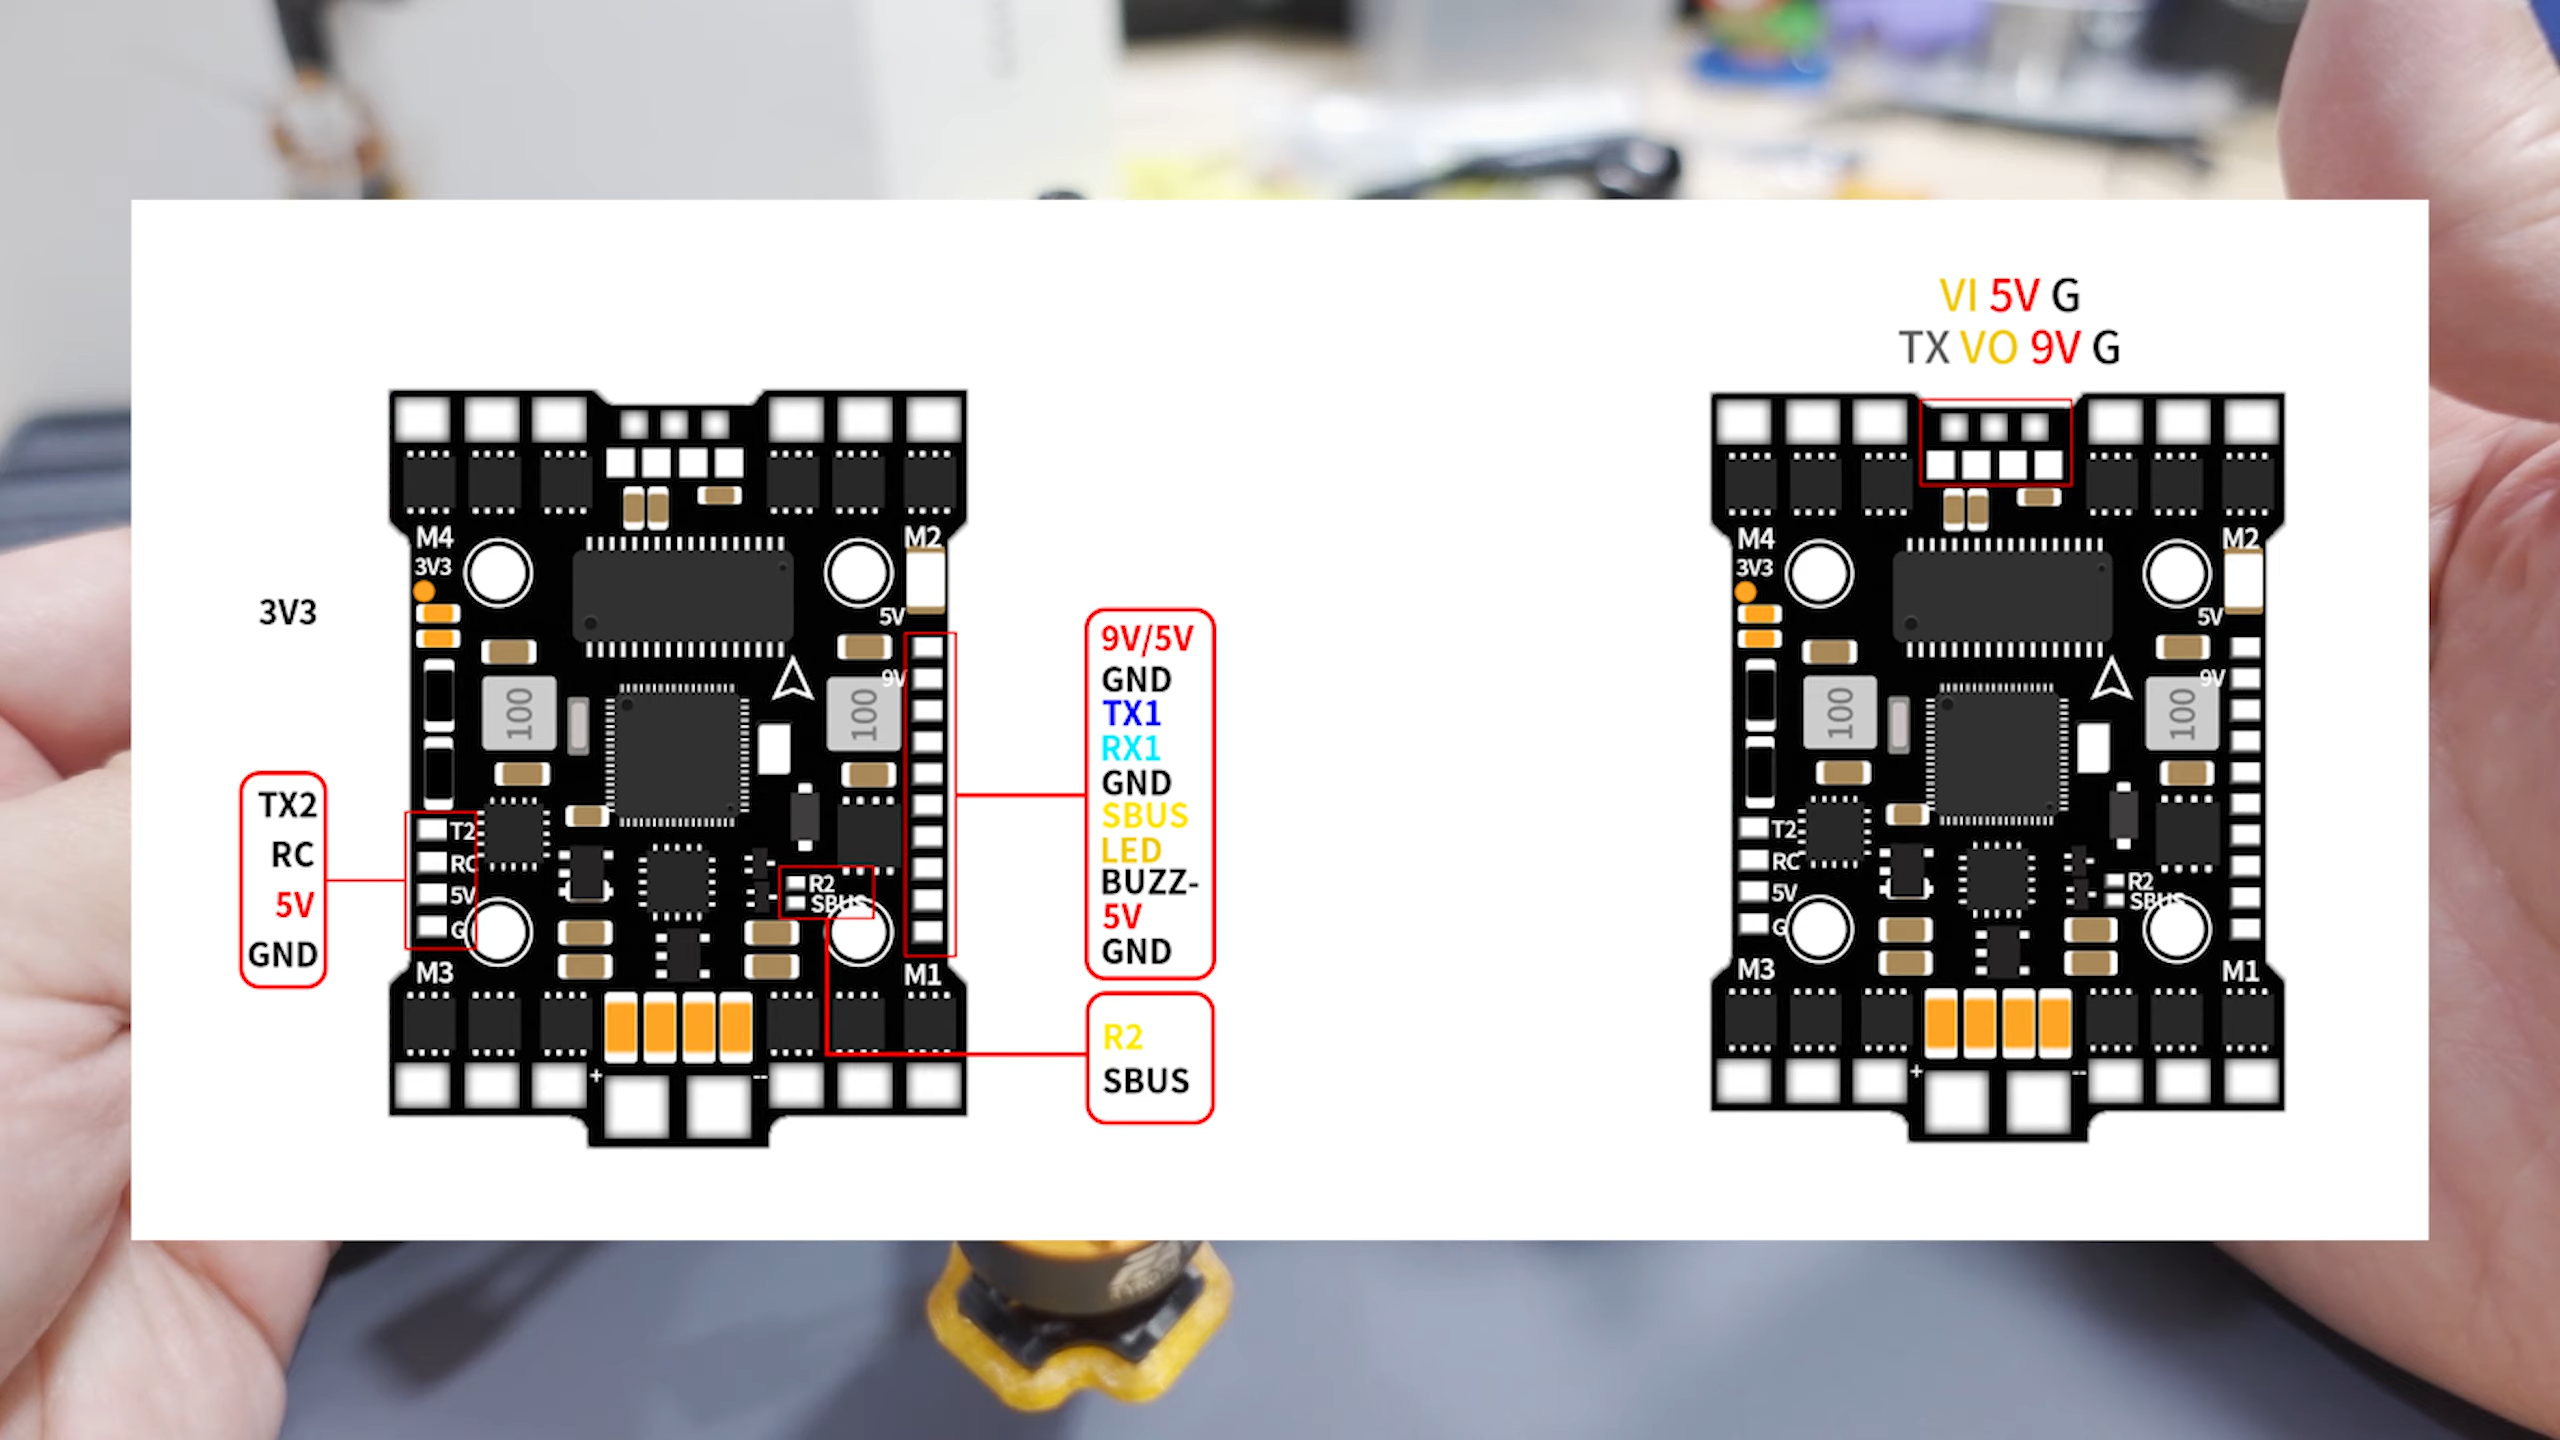 VI 5V G
TX VO 9V G
M4
M2
3V3
5V
9V
100
100
T2
RC
5V
G
R2
SBUS
M3
M1
+
--
3V3
TX2
RC
5V
GND
9V/5V
GND
TX1
RX1
GND
SBUS
LED
BUZZ-
5V
GND
R2
SBUS
M4
M2
3V3
5V
9V
100
100
T2
RC
5V
G
R2
SBUS
M3
M1
+
--